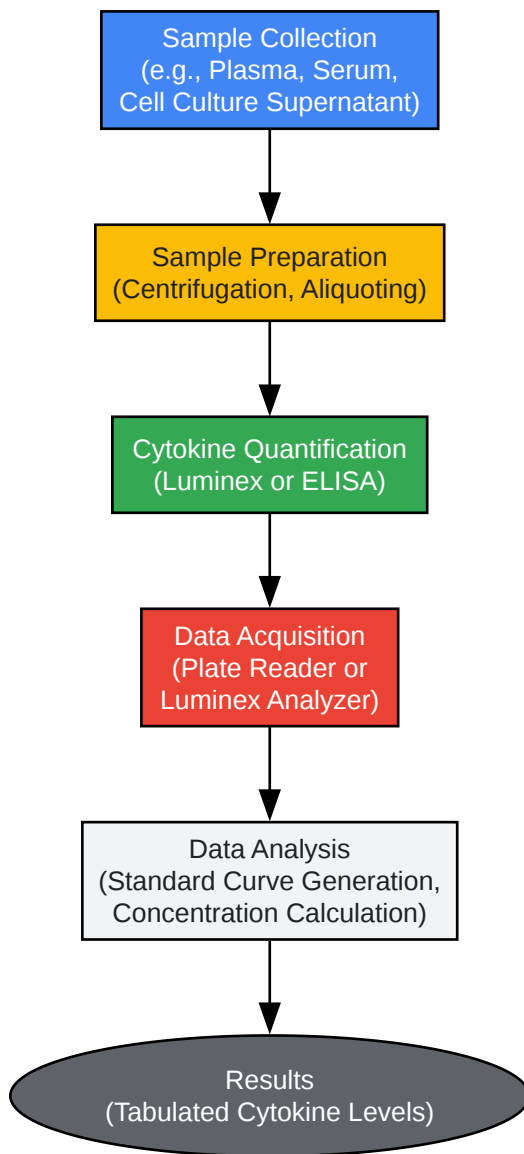 Sample Collection
(e.g., Plasma, Serum,
Cell Culture Supernatant)
Sample Preparation
(Centrifugation, Aliquoting)
Cytokine Quantification
(Luminex or ELISA)
Data Acquisition
(Plate Reader or
Luminex Analyzer)
Data Analysis
(Standard Curve Generation,
Concentration Calculation)
Results
(Tabulated Cytokine Levels)